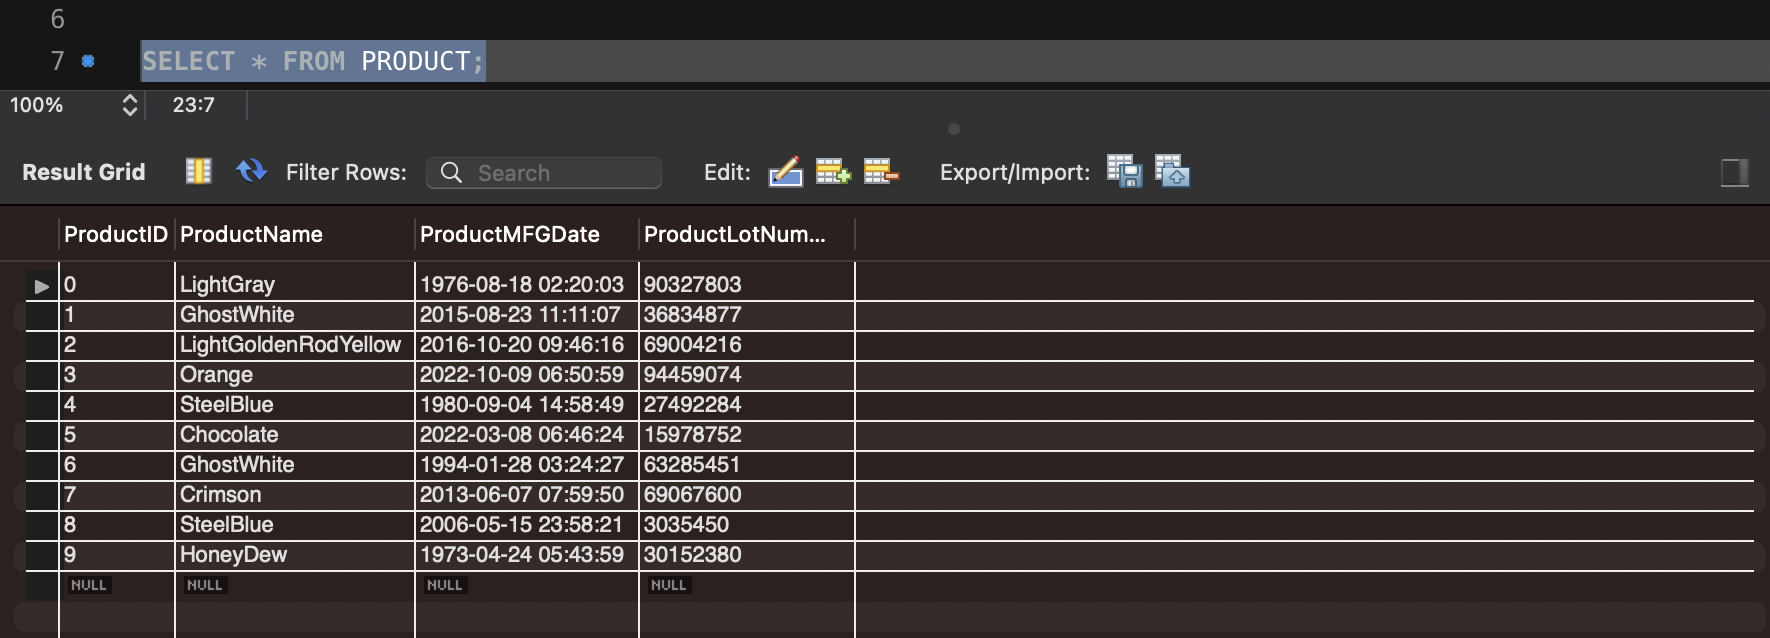 6
7 SELECT * FROM PRODUCT;
100% 23:7
Result Grid Filter Rows: Search Edit: Export/Import:
ProductID ProductName ProductMFGDate ProductLotNum...
0 LightGray 1976-08-18 02:20:03 90327803
1 GhostWhite 2015-08-23 11:11:07 36834877
2 LightGoldenRodYellow 2016-10-20 09:46:16 69004216
3 Orange 2022-10-09 06:50:59 94459074
4 SteelBlue 1980-09-04 14:58:49 27492284
5 Chocolate 2022-03-08 06:46:24 15978752
6 GhostWhite 1994-01-28 03:24:27 63285451
7 Crimson 2013-06-07 07:59:50 69067600
8 SteelBlue 2006-05-15 23:58:21 3035450
9 HoneyDew 1973-04-24 05:43:59 30152380
NULL NULL NULL NULL